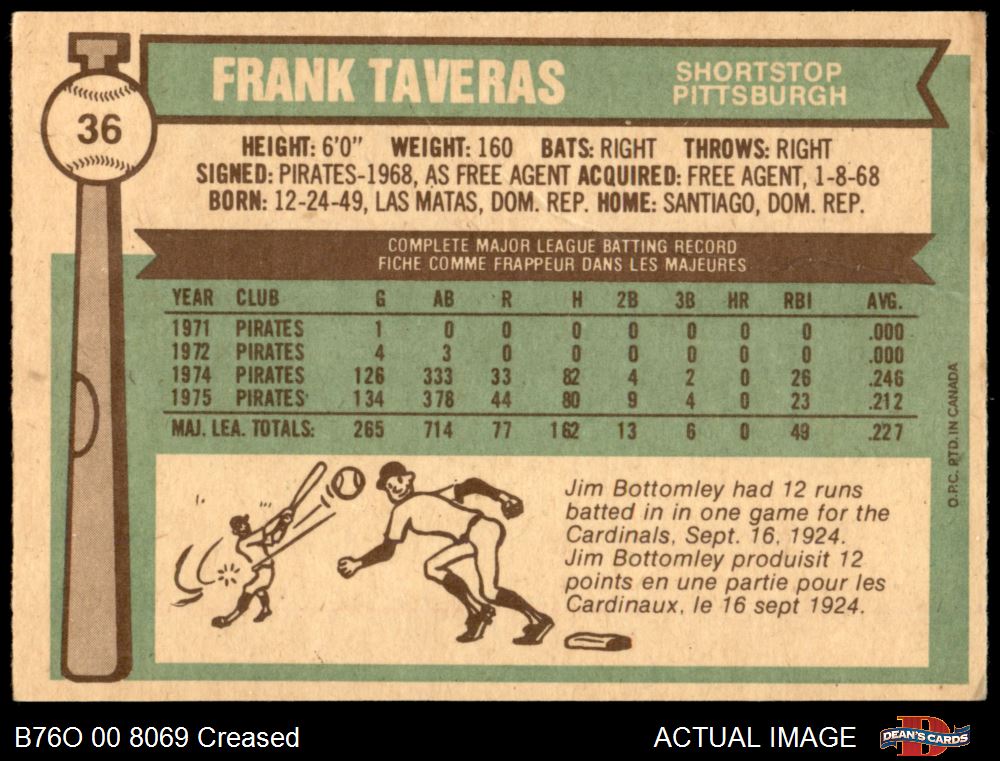 36
FRANK TAVERAS
SHORTSTOP
PITTSBURGH
HEIGHT: 6'0" WEIGHT: 160 BATS: RIGHT THROWS: RIGHT
SIGNED: PIRATES-1968, AS FREE AGENT ACQUIRED: FREE AGENT, 1-8-68
BORN: 12-24-49, LAS MATAS, DOM. REP. HOME: SANTIAGO, DOM. REP.
COMPLETE MAJOR LEAGUE BATTING RECORD
FICHE COMME FRAPPEUR DANS LES MAJEURES
YEAR CLUB G AB R H 2B 3B HR RBI AVG.
1971 PIRATES 1 0 0 0 0 0 0 0 .000
1972 PIRATES 4 3 0 0 0 0 0 0 .000
1974 PIRATES 126 333 33 82 4 2 0 26 .246
1975 PIRATES 134 378 44 80 9 4 0 23 .212
MAJ. LEA. TOTALS: 265 714 77 162 13 6 0 49 .227
Jim Bottomley had 12 runs
batted in in one game for the
Cardinals, Sept. 16, 1924.
Jim Bottomley produisit 12
points en une partie pour les
Cardinaux, le 16 sept 1924.
O.P.C. PTD. IN CANADA
B76O 00 8069 Creased
ACTUAL IMAGE
D
DEAN'S CARDS